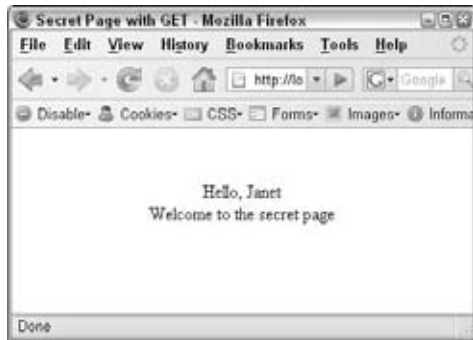 Secret Page with GET - Mozilla Firefox
File Edit View History Bookmarks Tools Help
http://lo Google
Disable Cookies CSS Forms Images Informa
Hello, Janet
Welcome to the secret page
Done